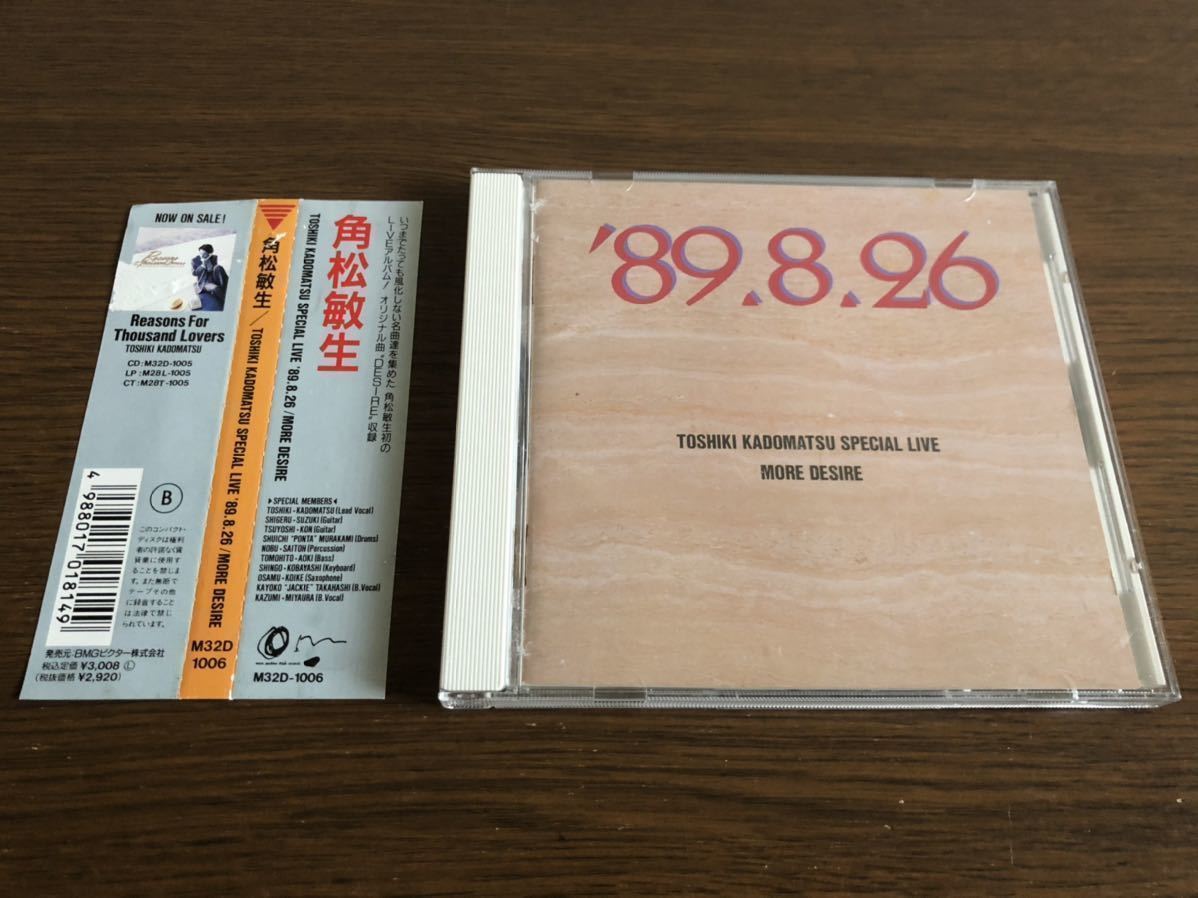 NOW ON SALE!
Reasons For
Thousand Lovers
TOSHIKI KADOMATSU
CD:M32D-1005
LP:M28L-1005
CT:M28T-1005
4988017018149
B
このコンパクト・
ディスクは権利
者の許諾なく賃
貸業に使用す
ることを禁じま
す。また無断で
テープその他
に録音すること
は法律で禁じ
られています。
発売元:BMGビクター株式会社
税込定価 ¥3,008 Ⓛ
(税抜価格 ¥2,920)
角松敏生/TOSHIKI KADOMATSU SPECIAL LIVE '89.8.26/MORE DESIRE
M32D
1006
いつまでたっても風化しない名曲達を集めた 角松敏生初の
LIVEアルバム! オリジナル曲“DESIRE”収録
角松敏生
TOSHIKI KADOMATSU SPECIAL LIVE '89.8.26/MORE DESIRE
▶SPECIAL MEMBERS◀
TOSHIKI-KADOMATSU(Lead Vocal)
SHIGERU-SUZUKI(Guitar)
TSUYOSHI-KON(Guitar)
SHUICHI "PONTA" MURAKAMI(Drums)
NOBU-SAITOH(Percussion)
TOMOHITO-AOKI(Bass)
SHINGO-KOBAYASHI(Keyboard)
OSAMU-KOIKE(Saxophone)
KAYOKO "JACKIE" TAKAHASHI(B.Vocal)
KAZUMI-MIYAURA(B.Vocal)
M32D-1006
'89.8.26
TOSHIKI KADOMATSU SPECIAL LIVE
MORE DESIRE